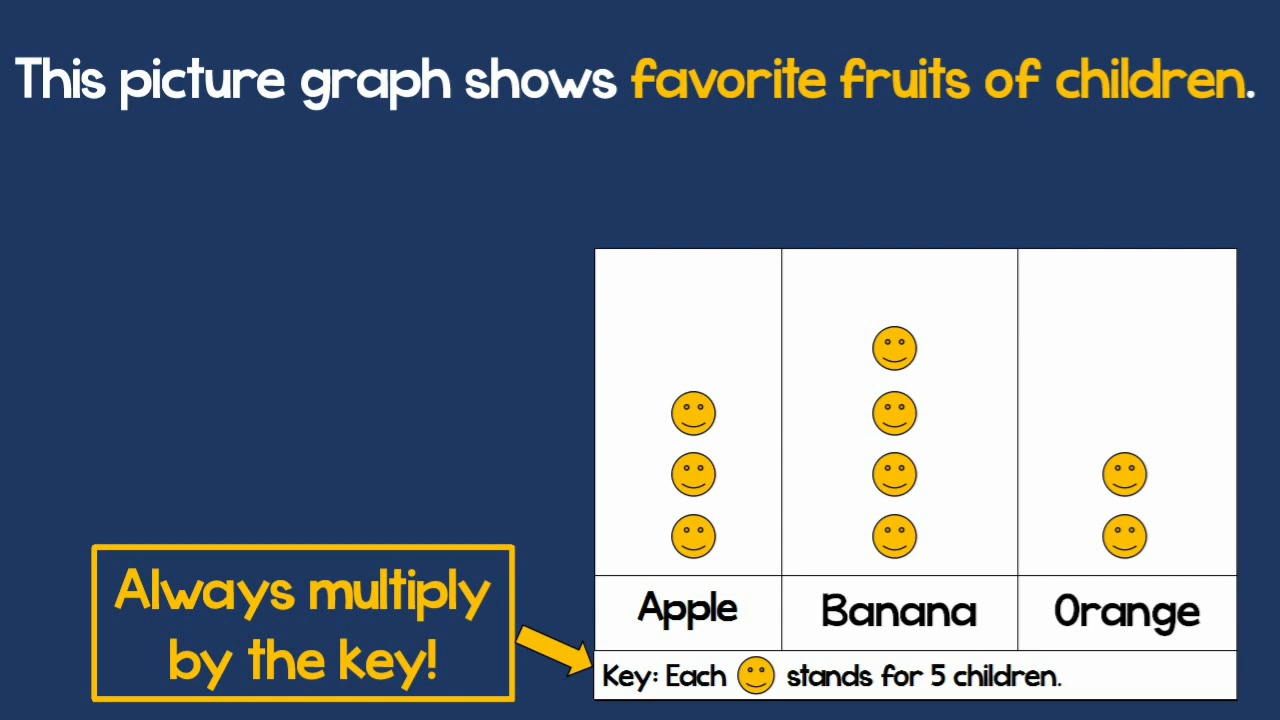 This picture graph shows favorite fruits of children.
Always multiply
by the key!
Apple Banana Orange
Key: Each stands for 5 children.